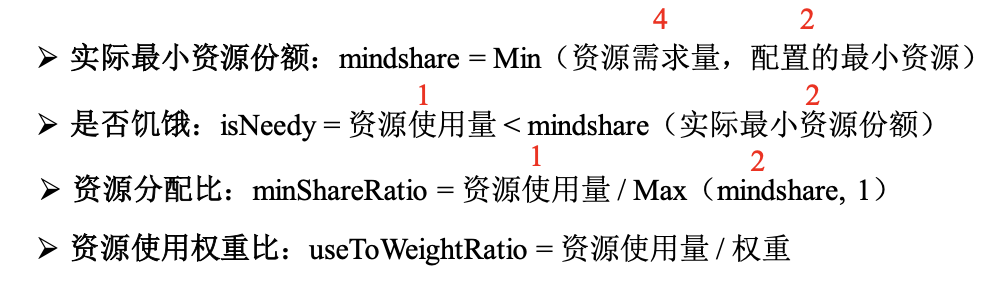 4 2
➢ 实际最小资源份额：mindshare = Min（资源需求量，配置的最小资源）
1 2
➢ 是否饥饿：isNeedy = 资源使用量 < mindshare（实际最小资源份额）
1 2
➢ 资源分配比：minShareRatio = 资源使用量 / Max（mindshare, 1）
➢ 资源使用权重比：useToWeightRatio = 资源使用量 / 权重